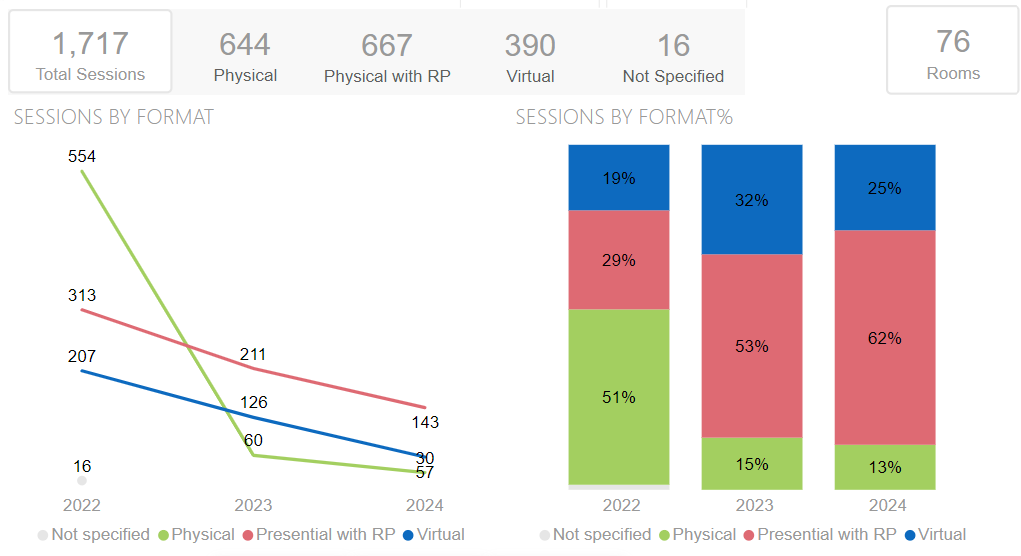 1,717
Total Sessions
644
Physical
667
Physical with RP
390
Virtual
16
Not Specified
76
Rooms
SESSIONS BY FORMAT
554
313
207
16
211
126
60
143
30
57
2022 2023 2024
Not specified Physical Presential with RP Virtual
SESSIONS BY FORMAT%
19%
29%
51%
32%
53%
15%
25%
62%
13%
2022 2023 2024
Not specified Physical Presential with RP Virtual